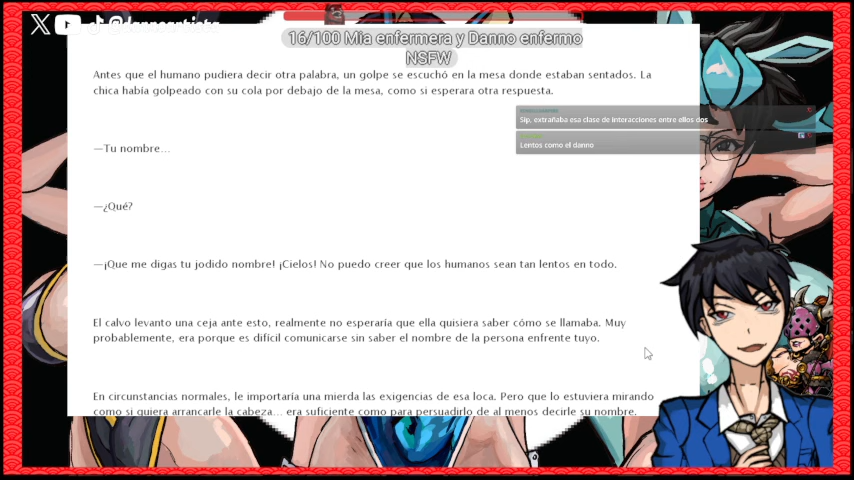 @dannoartista
16/100 Mia enfermera y Danno enfermo
NSFW
Antes que el humano pudiera decir otra palabra, un golpe se escuchó en la mesa donde estaban sentados. La
chica había golpeado con su cola por debajo de la mesa, como si esperara otra respuesta.
Sip, extrañaba esa clase de interacciones entre ellos dos
Lentos como el danno
—Tu nombre…
—¿Qué?
—¡Que me digas tu jodido nombre! ¡Cielos! No puedo creer que los humanos sean tan lentos en todo.
El calvo levanto una ceja ante esto, realmente no esperaría que ella quisiera saber cómo se llamaba. Muy
probablemente, era porque es difícil comunicarse sin saber el nombre de la persona enfrente tuyo.
En circunstancias normales, le importaría una mierda las exigencias de esa loca. Pero que lo estuviera mirando
como si quiera arrancarle la cabeza… era suficiente como para persuadirlo de al menos decirle su nombre.